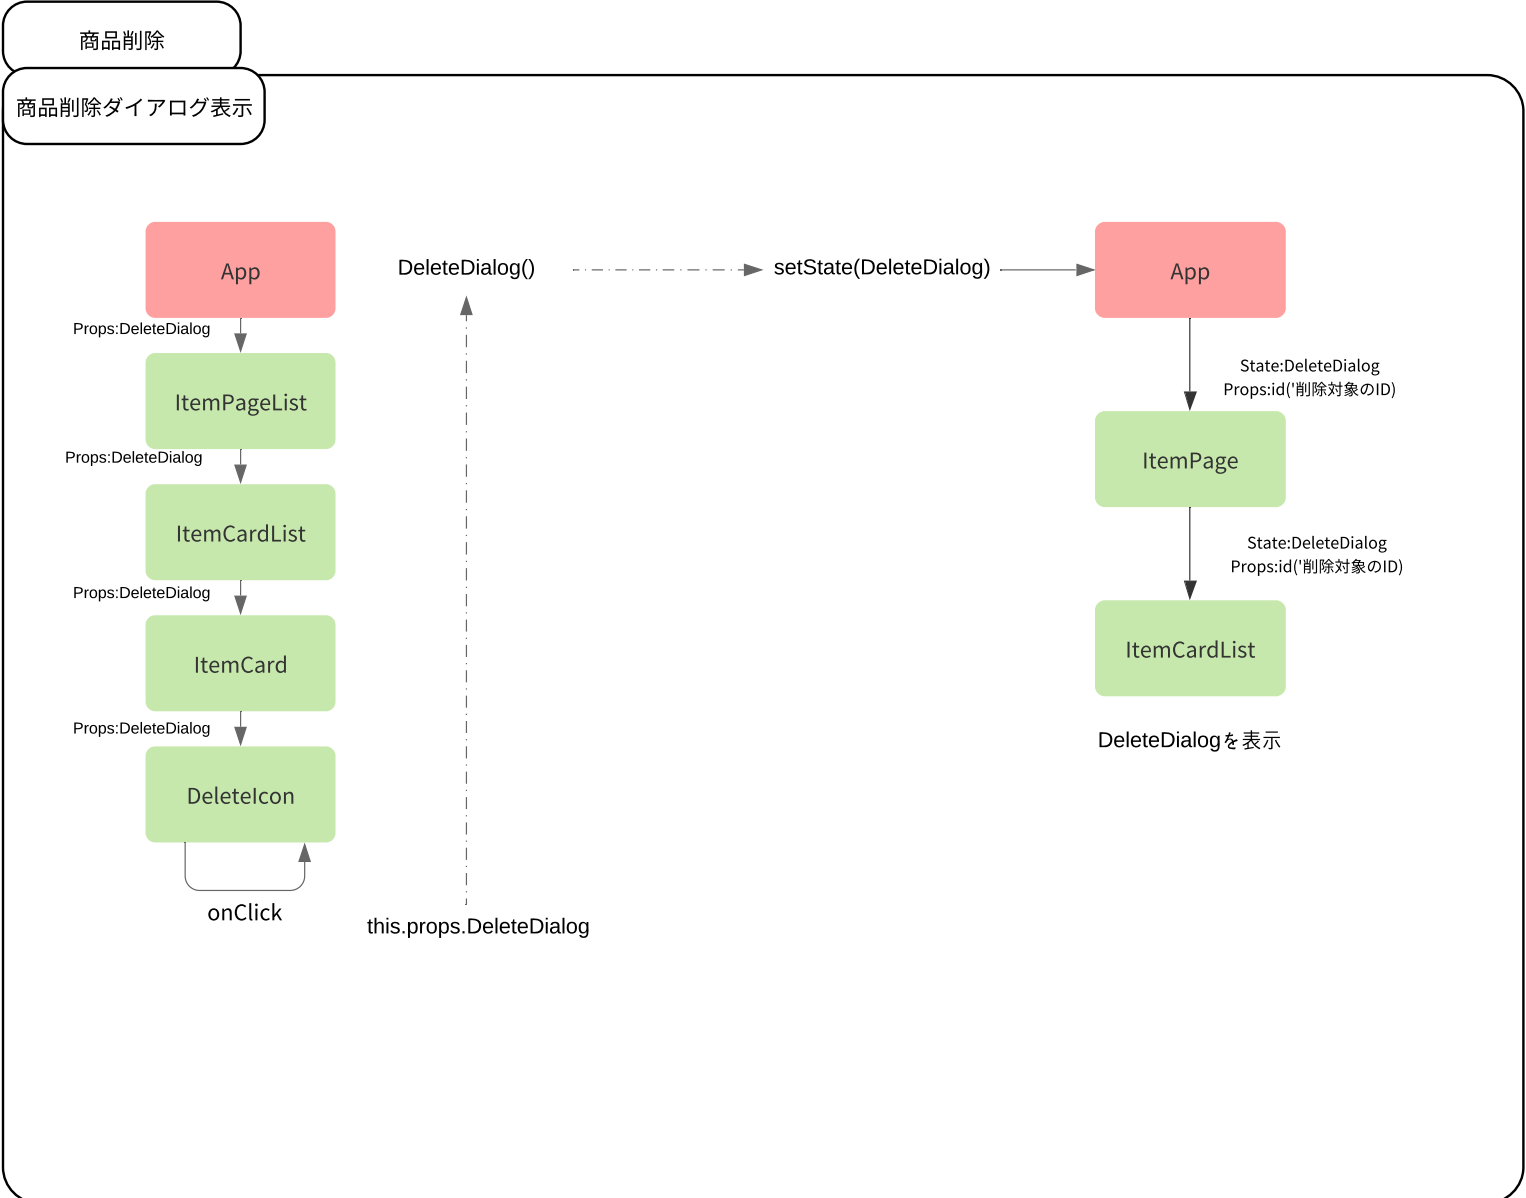 商品削除
商品削除ダイアログ表示
App
Props:DeleteDialog
ItemPageList
Props:DeleteDialog
ItemCardList
Props:DeleteDialog
ItemCard
Props:DeleteDialog
DeleteIcon
onClick
this.props.DeleteDialog
DeleteDialog()
setState(DeleteDialog)
App
State:DeleteDialog
Props:id('削除対象のID)
ItemPage
State:DeleteDialog
Props:id('削除対象のID)
ItemCardList
DeleteDialogを表示